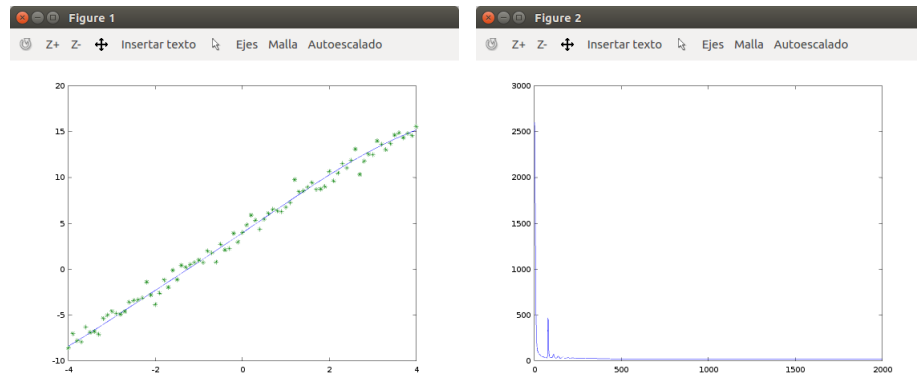 Figure 1
Z+ Z- Insertar texto Ejes Malla Autoescalado
20
15
10
5
0
-5
-10
-4 -2 0 2 4
Figure 2
Z+ Z- Insertar texto Ejes Malla Autoescalado
3000
2500
2000
1500
1000
500
0
0 500 1000 1500 2000